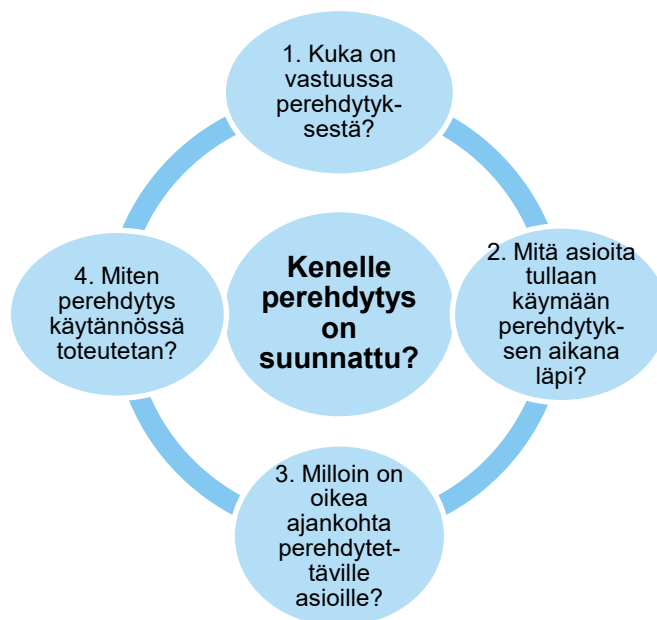 1. Kuka on
vastuussa
perehdytyk-
sestä?
2. Mitä asioita
tullaan
käymään
perehdytyk-
sen aikana
läpi?
3. Milloin on
oikea
ajankohta
perehdytet-
täville
asioille?
4. Miten
perehdytys
käytännössä
toteutetan?
Kenelle
perehdytys
on
suunnattu?